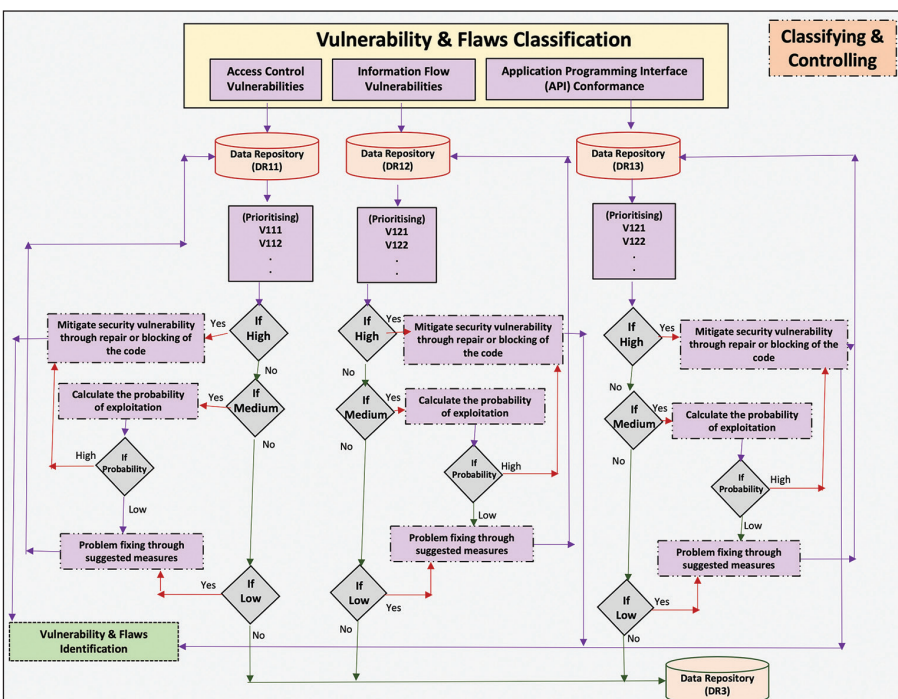 Vulnerability & Flaws Classification
Classifying &
Controlling
Access Control
Vulnerabilities
Information Flow
Vulnerabilities
Application Programming Interface
(API) Conformance
Data Repository
(DR11)
Data Repository
(DR12)
Data Repository
(DR13)
(Prioritising)
V111
V112
.
.
(Prioritising)
V121
V122
.
.
(Prioritising)
V121
V122
.
.
If
High
Yes
Mitigate security vulnerability
through repair or blocking of
the code
No
If
Medium
Yes
Calculate the probability
of exploitation
No
If
Probability
High
Low
Problem fixing through
suggested measures
Yes
If
Low
No
If
High
Yes
Mitigate security vulnerability
through repair or blocking of
the code
No
If
Medium
Yes
Calculate the probability
of exploitation
No
If
Probability
High
Low
Problem fixing through
suggested measures
If
Low
Yes
No
If
High
Yes
Mitigate security vulnerability
through repair or blocking of the
code
No
If
Medium
Yes
Calculate the probability
of exploitation
No
If
Probability
High
Low
Problem fixing through
suggested measures
If
Low
Yes
No
Vulnerability & Flaws
Identification
Data Repository
(DR3)